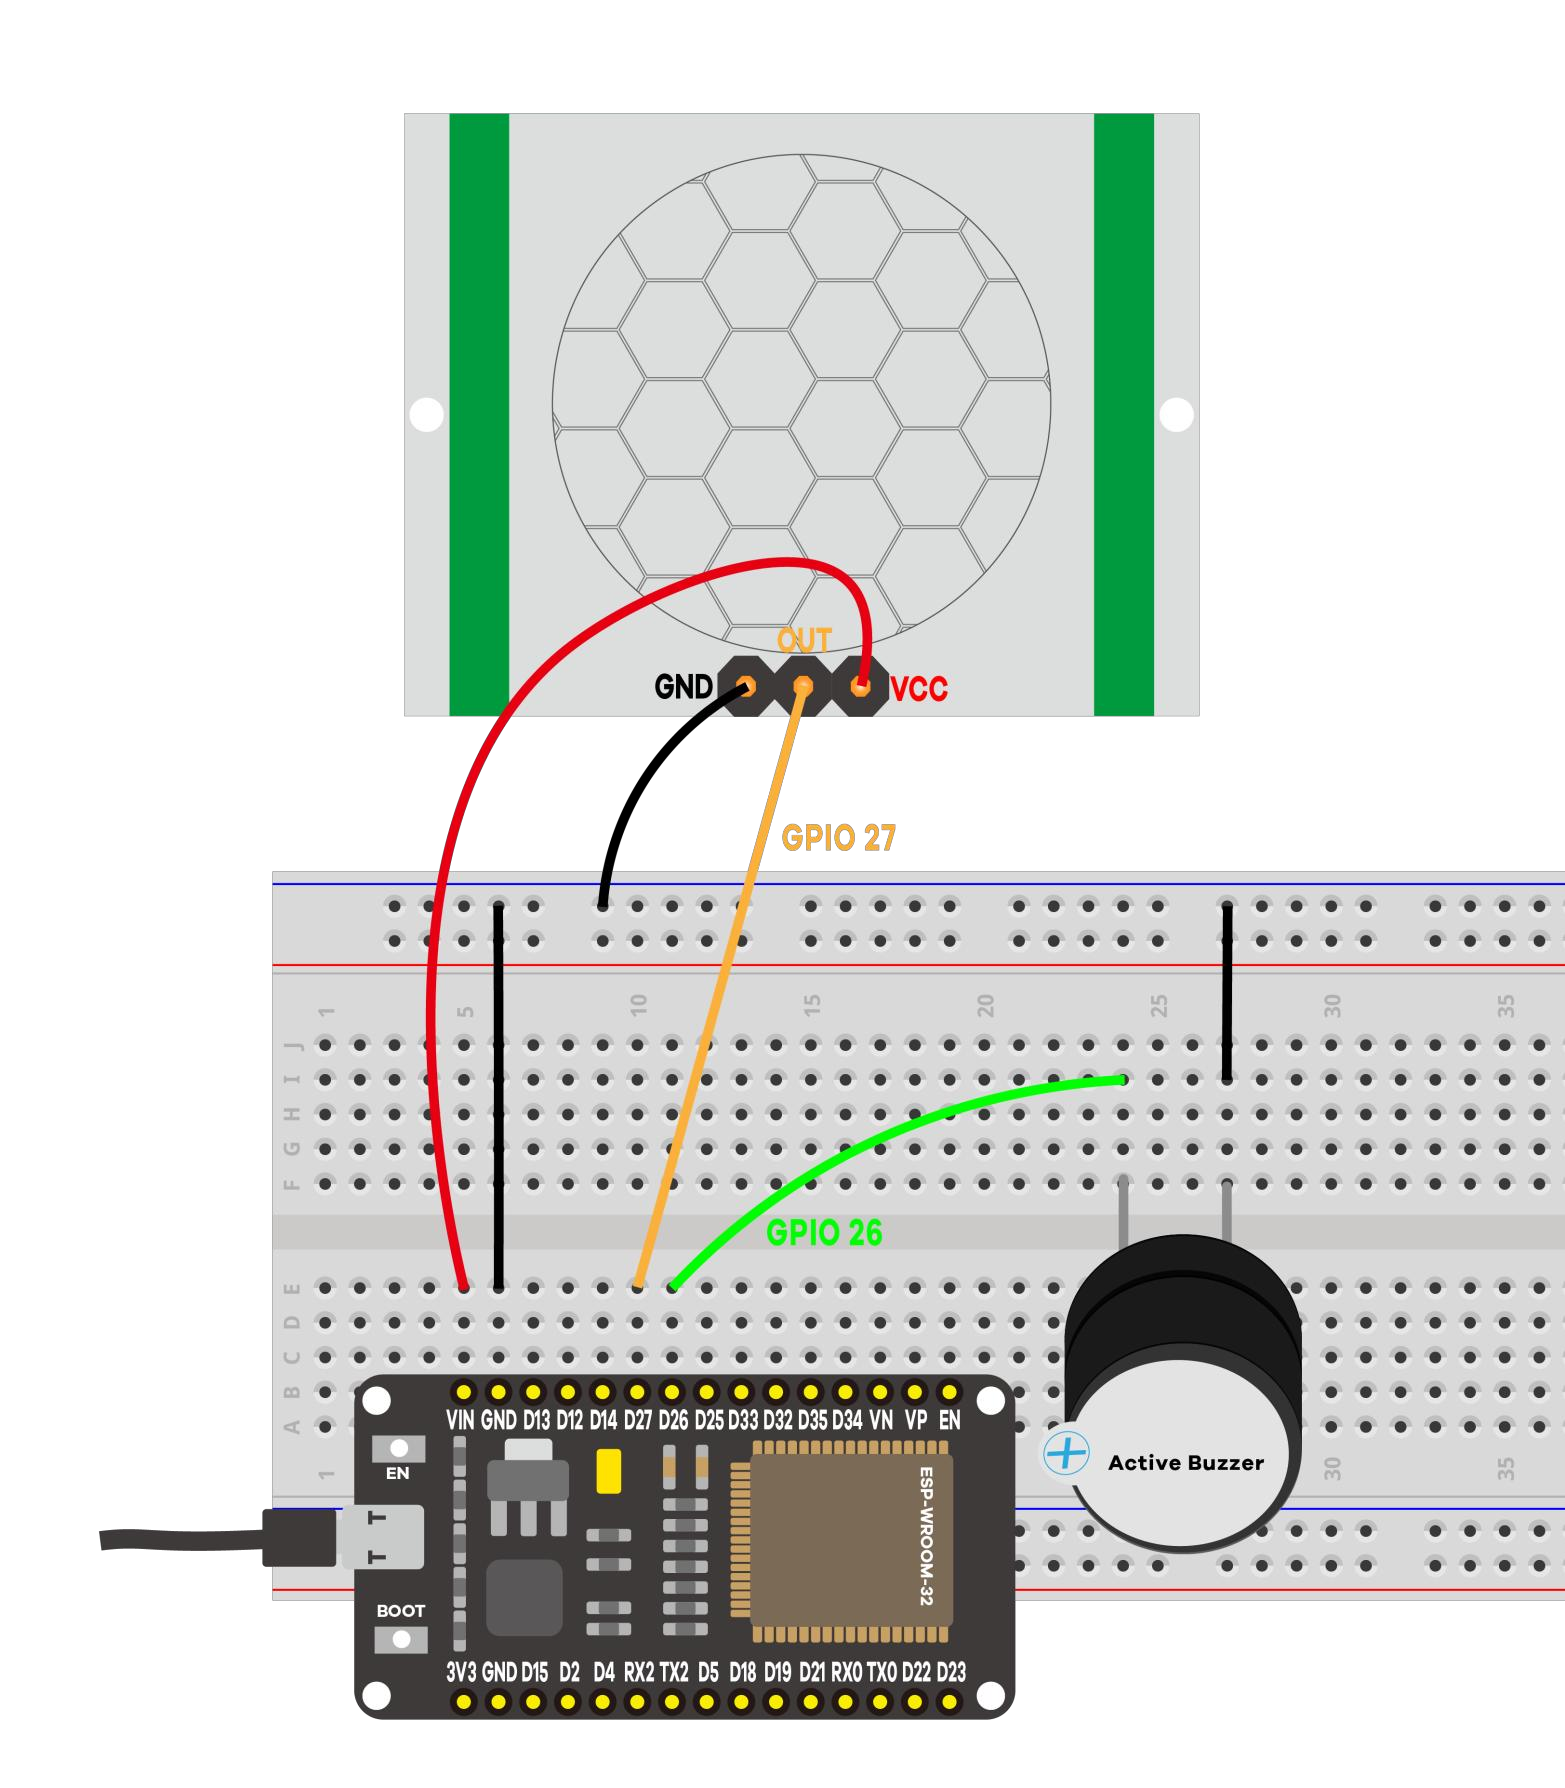 OUT
GND
VCC
GPIO 27
1 5 10 15 20 25 30 35
J
I
H
G
F
GPIO 26
E
D
C
B
A
VIN GND D13 D12 D14 D27 D26 D25 D33 D32 D35 D34 VN VP EN
EN
Active Buzzer
1 30 35
ESP-WROOM-32
BOOT
3V3 GND D15 D2 D4 RX2 TX2 D5 D18 D19 D21 RX0 TX0 D22 D23